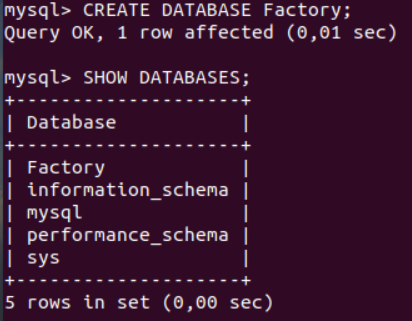 mysql> CREATE DATABASE Factory;
Query OK, 1 row affected (0,01 sec)

mysql> SHOW DATABASES;
+--------------------+
| Database           |
+--------------------+
| Factory            |
| information_schema |
| mysql              |
| performance_schema |
| sys                |
+--------------------+
5 rows in set (0,00 sec)